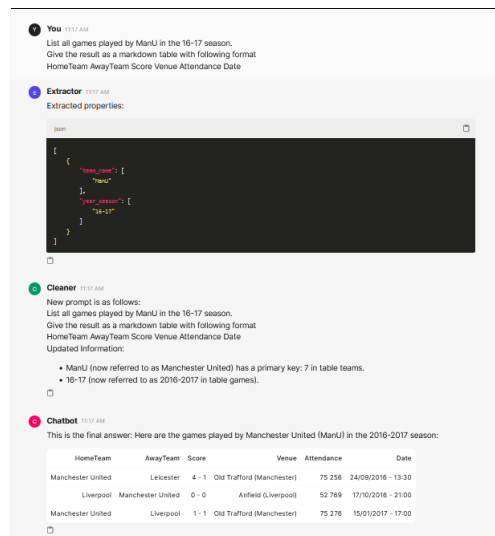 Y
You 11:17 AM
List all games played by ManU in the 16-17 season.
Give the result as a markdown table with following format
HomeTeam AwayTeam Score Venue Attendance Date
E
Extractor 11:17 AM
Extracted properties:
json
[
{
"team_name": [
"ManU"
],
"year_season": [
"16-17"
]
}
]
C
Cleaner 11:17 AM
New prompt is as follows:
List all games played by ManU in the 16-17 season.
Give the result as a markdown table with following format
HomeTeam AwayTeam Score Venue Attendance Date
Updated Information:
• ManU (now referred to as Manchester United) has a primary key: 7 in table teams.
• 16-17 (now referred to as 2016-2017 in table games).
C
Chatbot 11:17 AM
This is the final answer: Here are the games played by Manchester United (ManU) in the 2016-2017 season:
HomeTeam AwayTeam Score Venue Attendance Date
Manchester United Leicester 4 - 1 Old Trafford (Manchester) 75 256 24/09/2016 - 13:30
Liverpool Manchester United 0 - 0 Anfield (Liverpool) 52 769 17/10/2016 - 21:00
Manchester United Liverpool 1 - 1 Old Trafford (Manchester) 75 276 15/01/2017 - 17:00